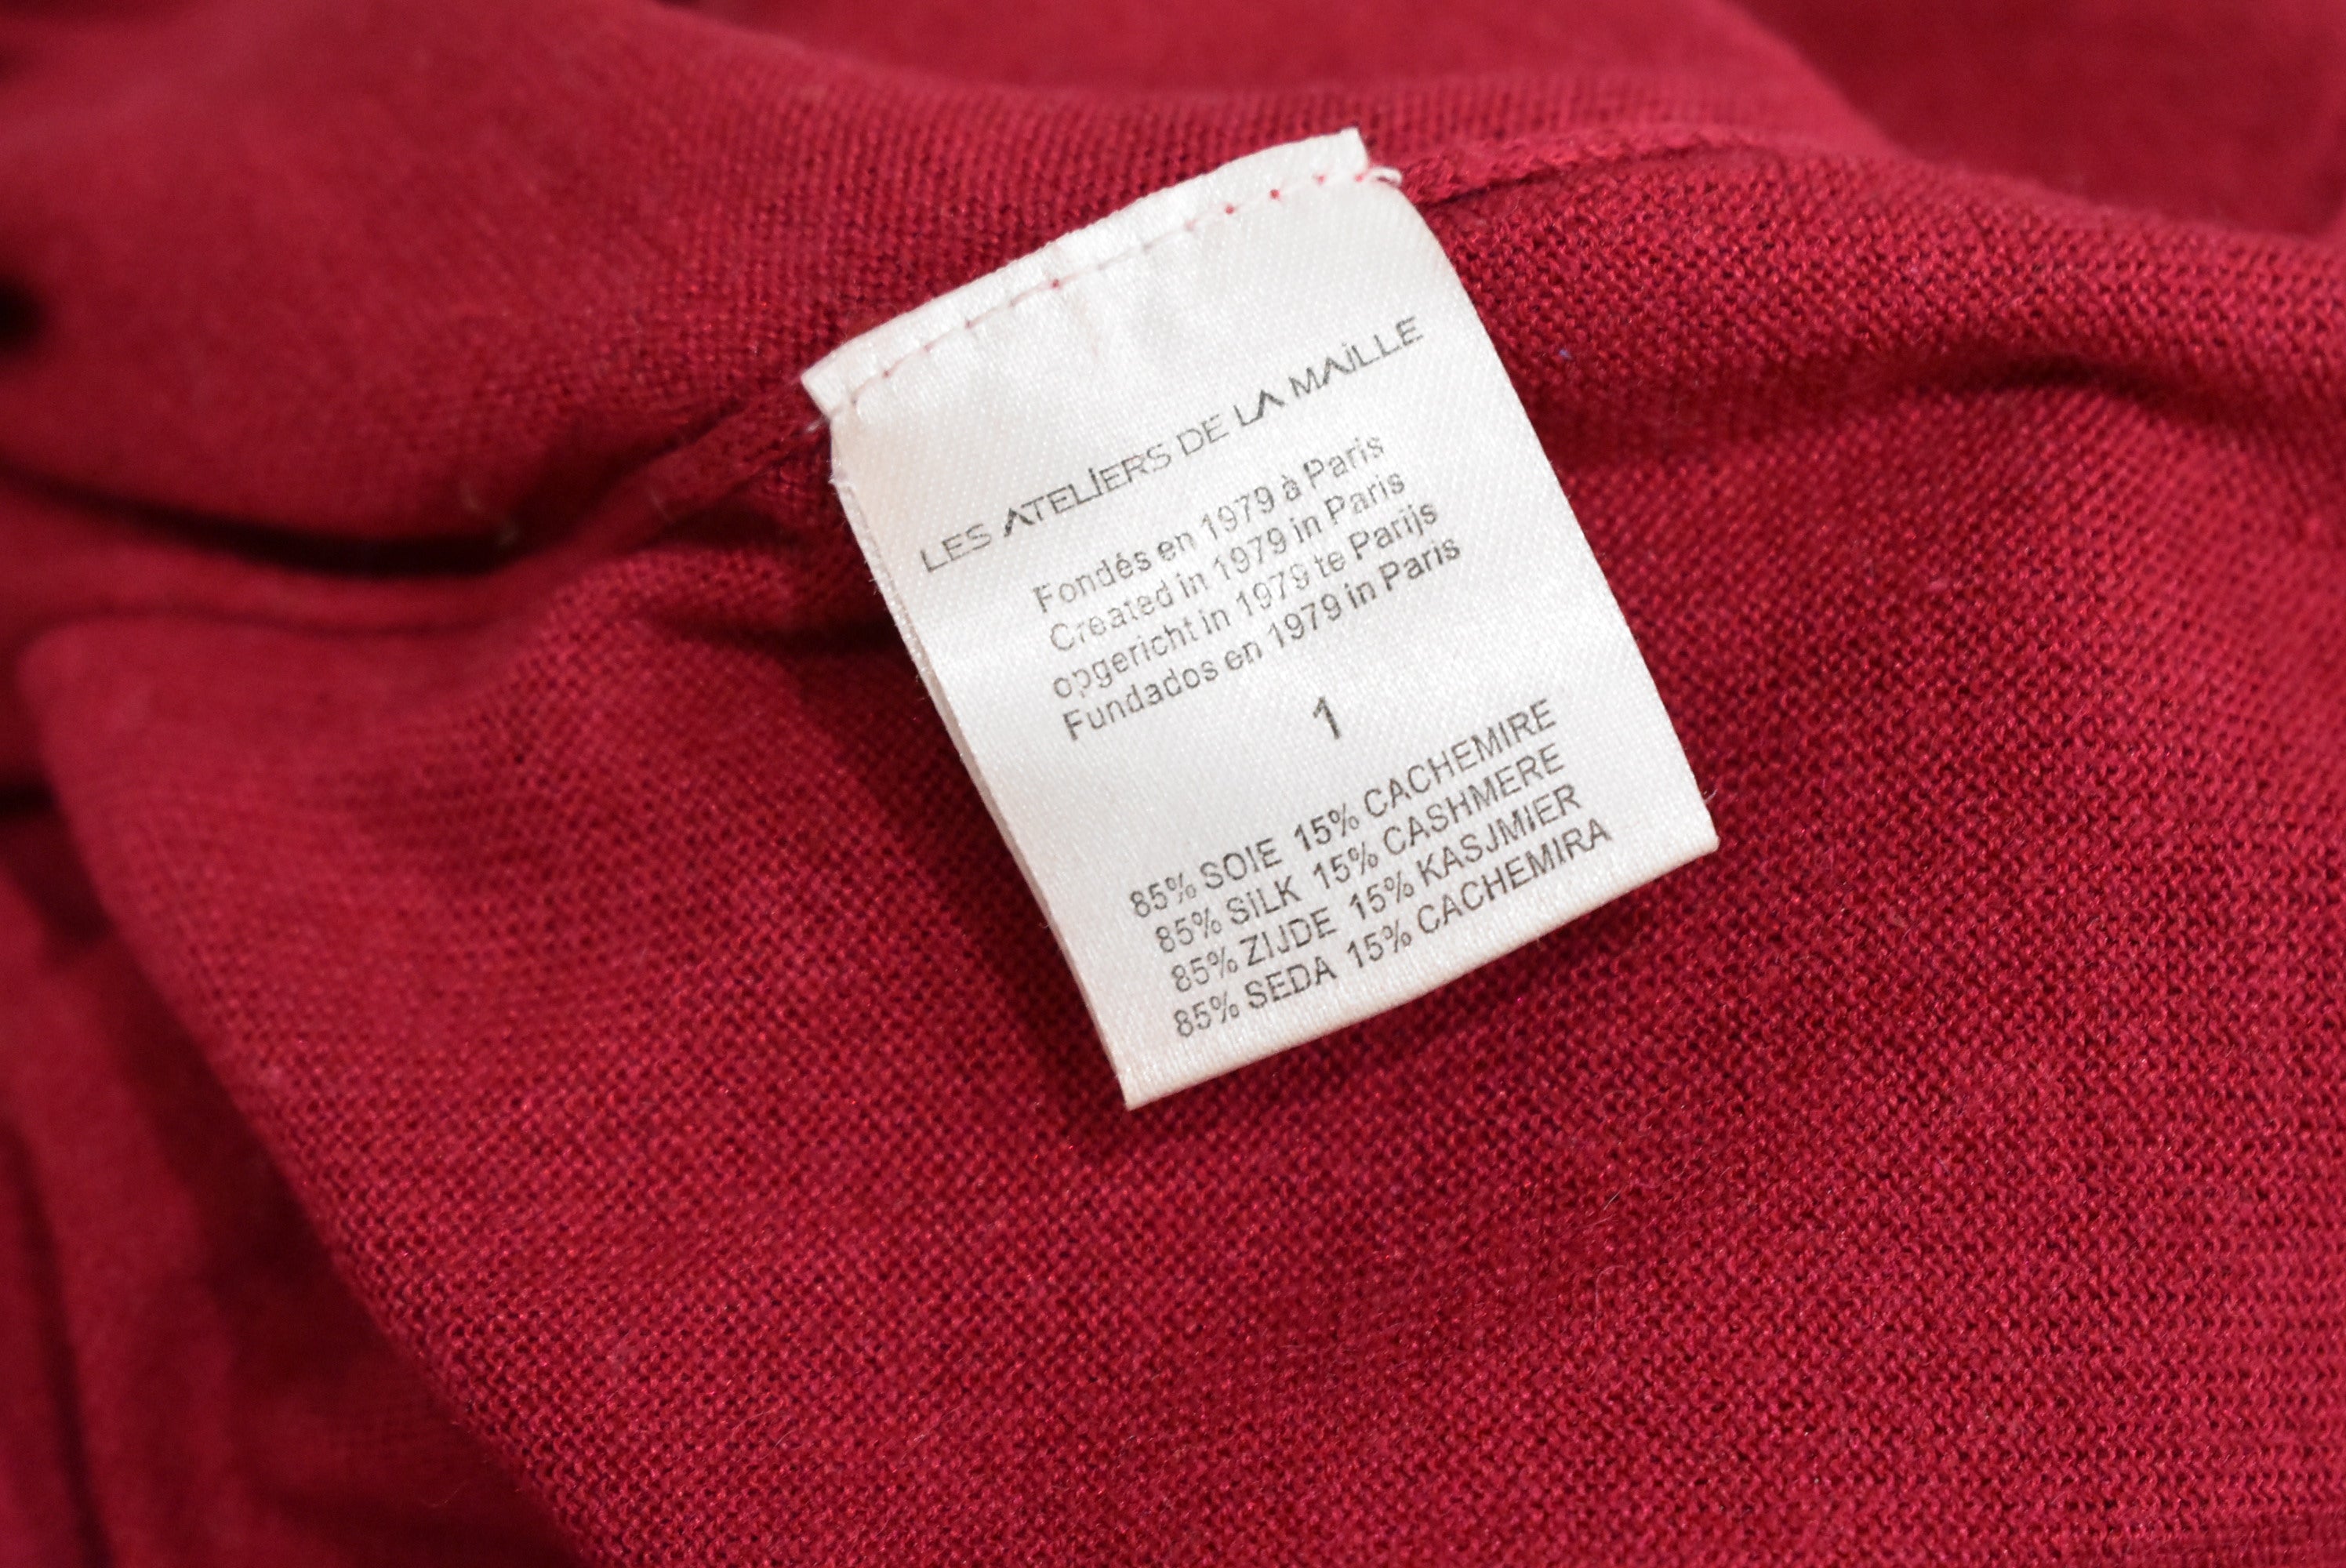 LES ATELIERS DE LA MAILLE
Fondés en 1979 à Paris
Created in 1979 in Paris
opgericht in 1979 te Parijs
Fundados en 1979 in Paris
1
85% SOIE 15% CACHEMIRE
85% SILK 15% CASHMERE
85% ZIJDE 15% KASJMIER
85% SEDA 15% CACHEMIRA